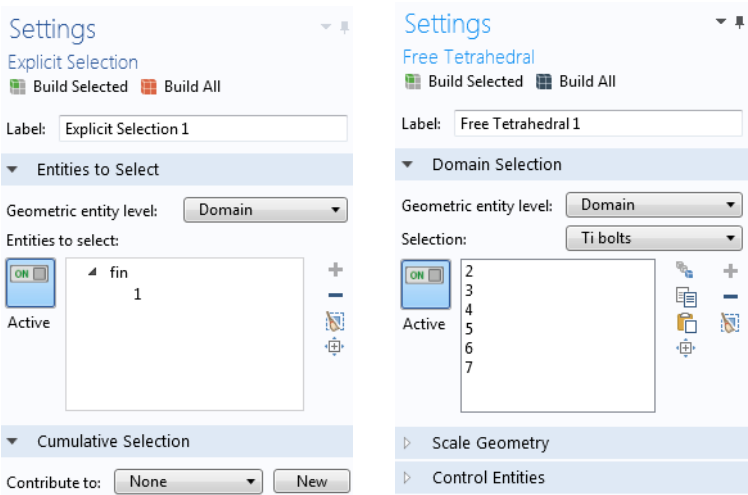 Settings
Explicit Selection
Build Selected Build All
Label: Explicit Selection 1
Entities to Select
Geometric entity level: Domain
Entities to select:
ON
fin
1
Active
Cumulative Selection
Contribute to: None New
Settings
Free Tetrahedral
Build Selected Build All
Label: Free Tetrahedral 1
Domain Selection
Geometric entity level: Domain
Selection: Ti bolts
ON
2
3
4
5
6
7
Active
Scale Geometry
Control Entities